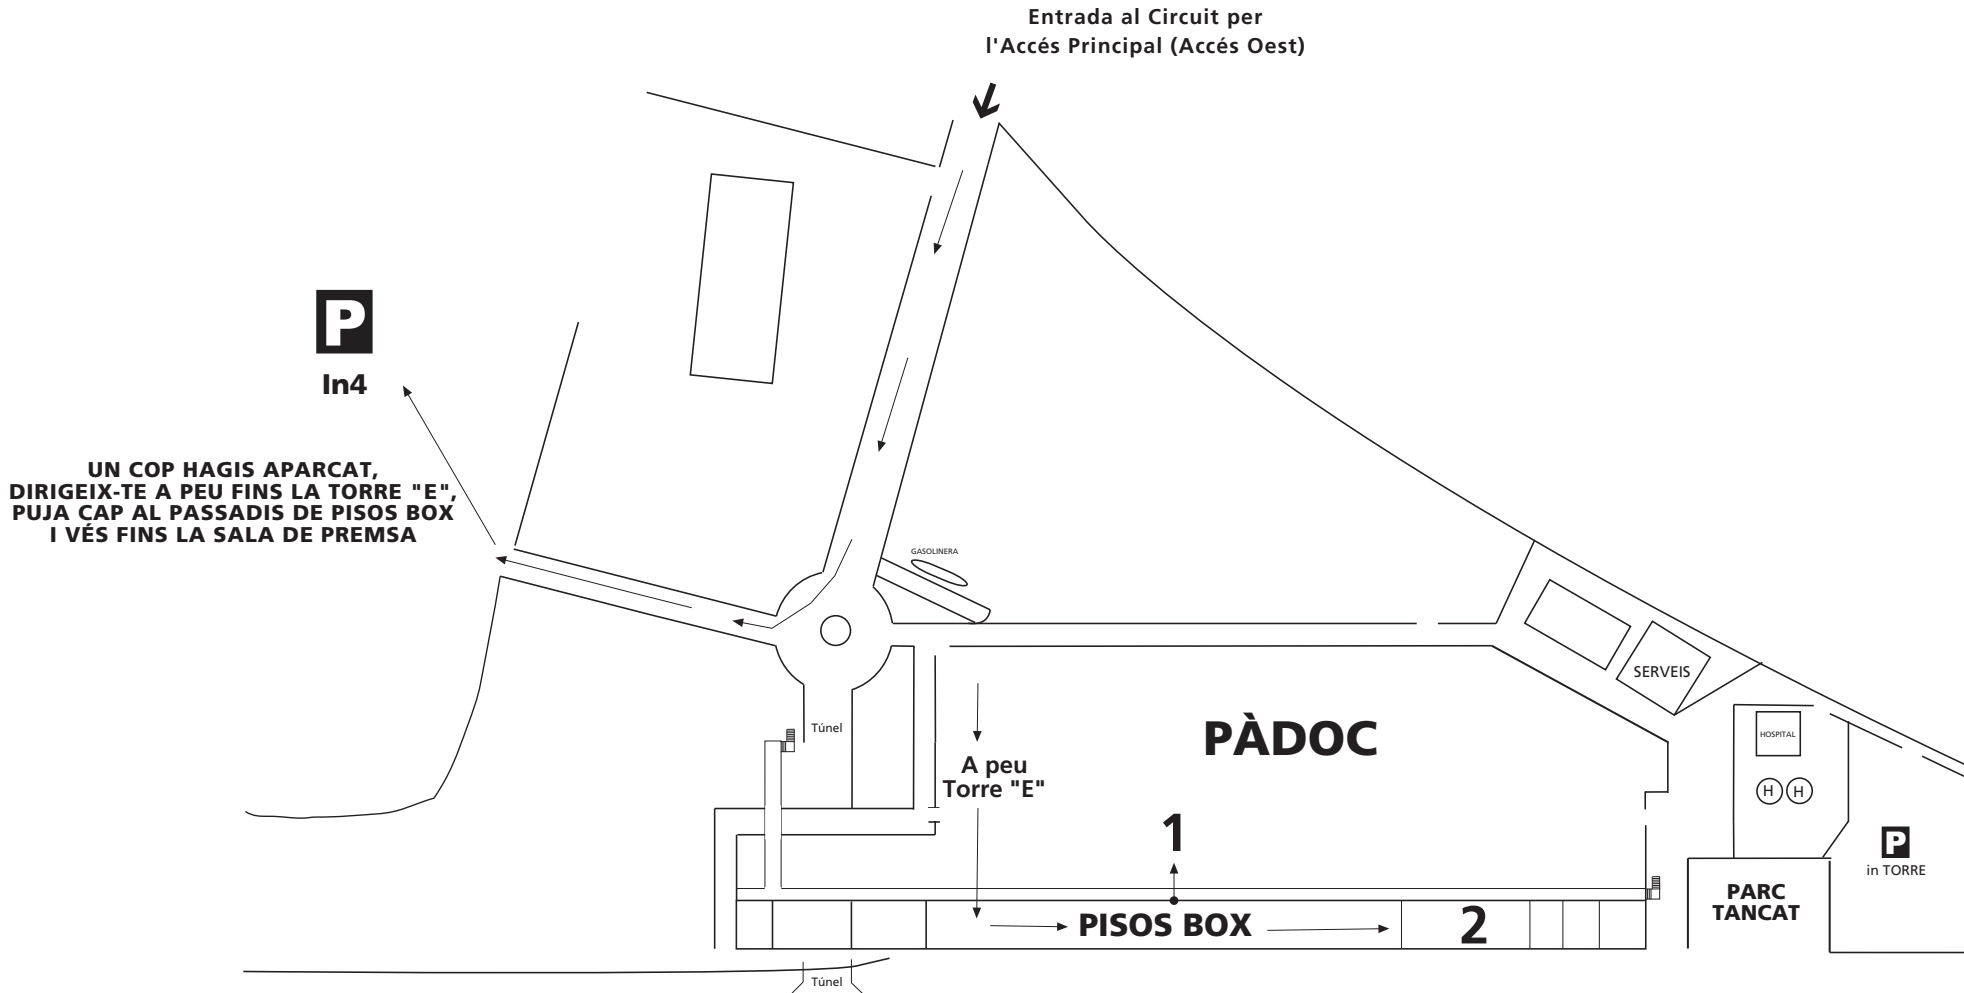 Entrada al Circuit per
l'Accés Principal (Accés Oest)
P
In4
UN COP HAGIS APARCAT,
DIRIGEIX-TE A PEU FINS LA TORRE "E",
PUJA CAP AL PASSADIS DE PISOS BOX
I VÉS FINS LA SALA DE PREMSA
GASOLINERA
SERVEIS
Túnel
PÀDOC
HOSPITAL
A peu
Torre "E"
H H
1
P
in TORRE
PARC
TANCAT
PISOS BOX
2
Túnel